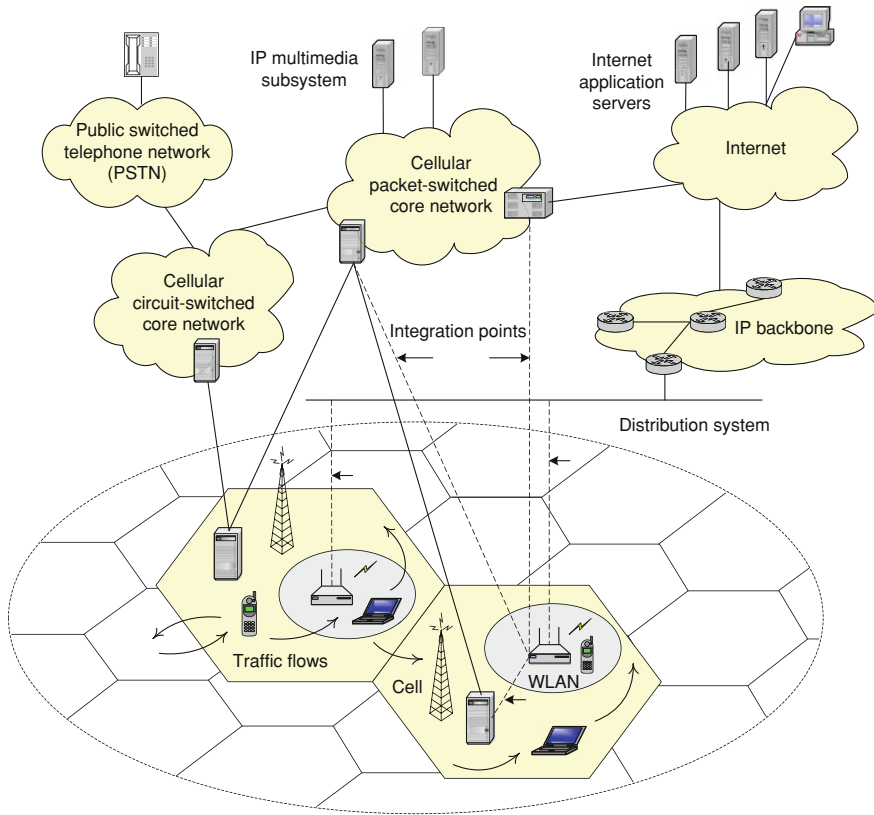 IP multimedia
subsystem
Internet
application
servers
Public switched
telephone network
(PSTN)
Cellular
packet-switched
core network
Internet
Cellular
circuit-switched
core network
Integration points
IP backbone
Distribution system
Traffic flows
Cell
WLAN